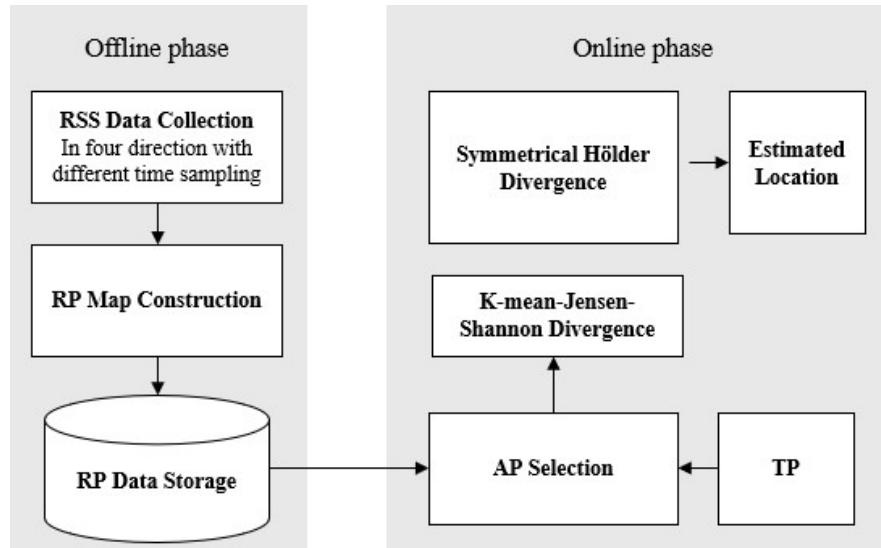 Offline phase
RSS Data Collection
In four direction with
different time sampling
RP Map Construction
RP Data Storage
Online phase
Symmetrical Hölder
Divergence
Estimated
Location
K-mean-Jensen-
Shannon Divergence
AP Selection
TP